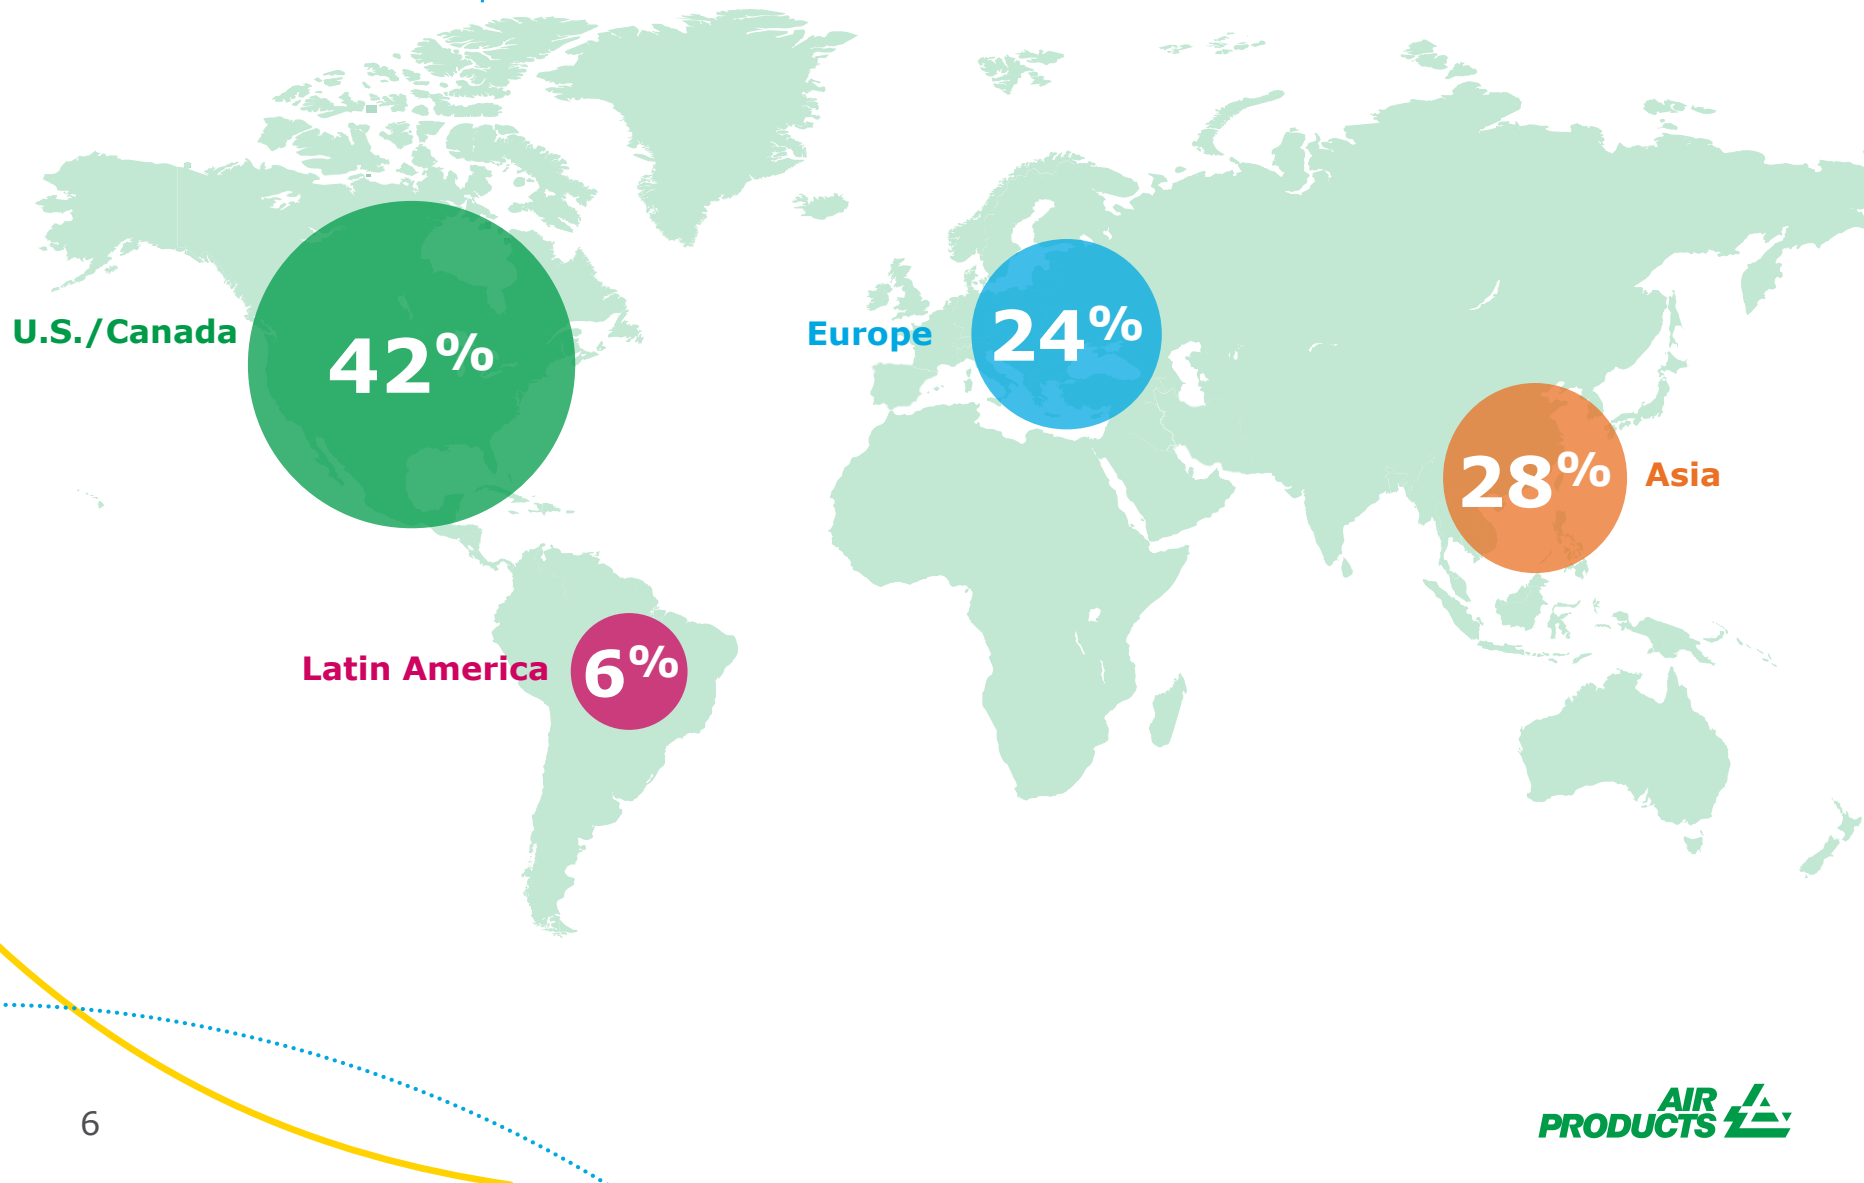 U.S./Canada
42%
Europe
24%
28%
Asia
Latin America
6%
6
AIR
PRODUCTS